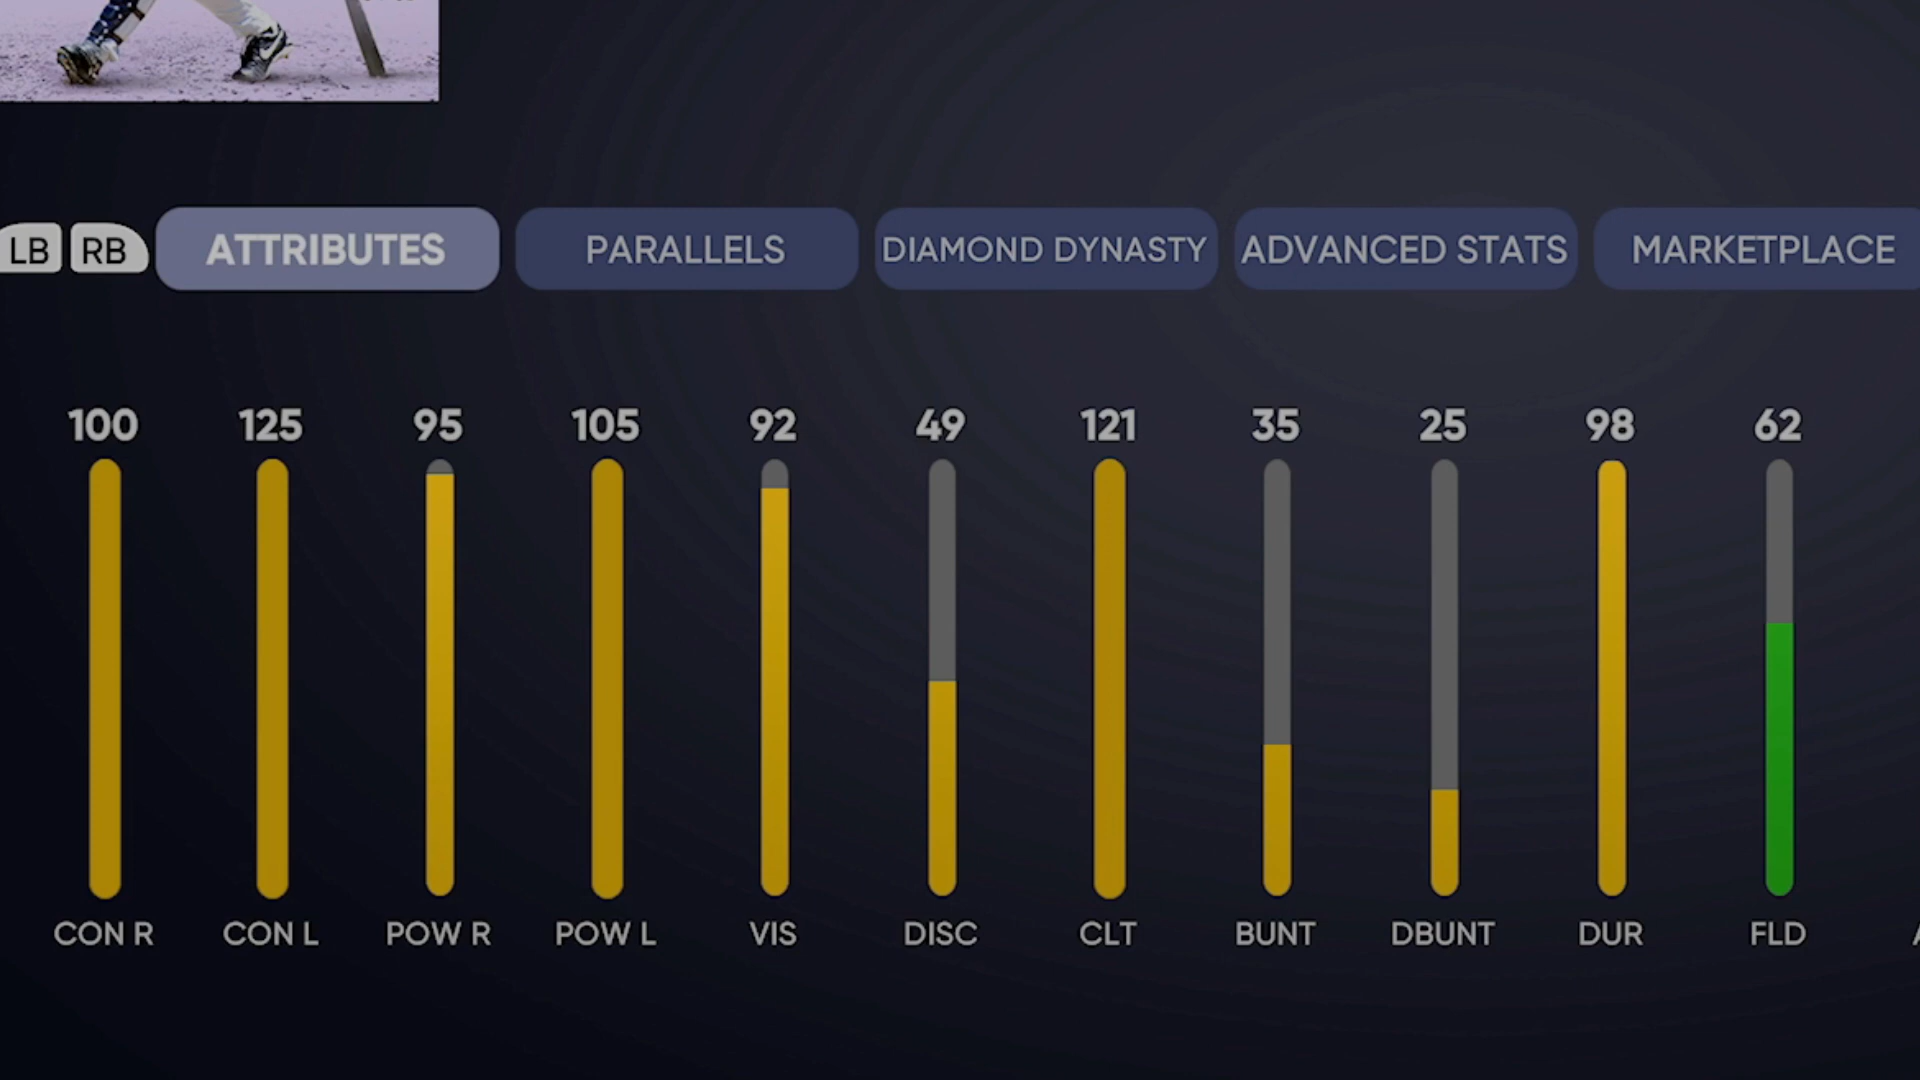 LB RB ATTRIBUTES PARALLELS DIAMOND DYNASTY ADVANCED STATS MARKETPLACE
100 125 95 105 92 49 121 35 25 98 62
CON R CON L POW R POW L VIS DISC CLT BUNT DBUNT DUR FLD